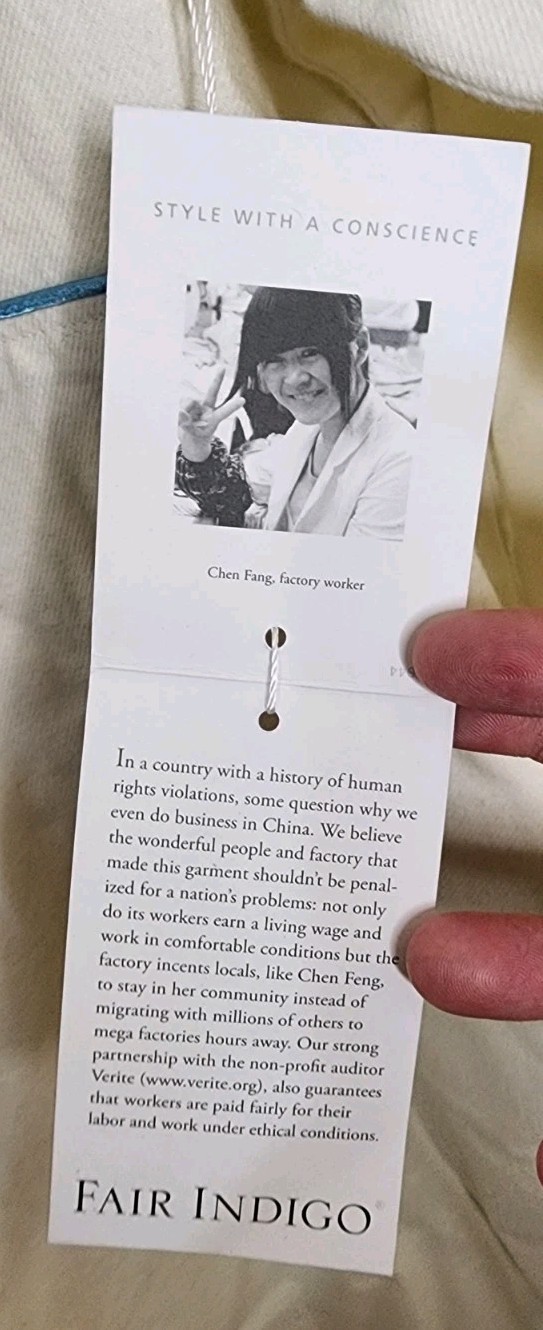 STYLE WITH A CONSCIENCE
Chen Fang, factory worker
In a country with a history of human
rights violations, some question why we
even do business in China. We believe
the wonderful people and factory that
made this garment shouldn't be penal-
ized for a nation's problems: not only
do its workers earn a living wage and
work in comfortable conditions but the
factory incents locals, like Chen Feng,
to stay in her community instead of
migrating with millions of others to
mega factories hours away. Our strong
partnership with the non-profit auditor
Verite (www.verite.org), also guarantees
that workers are paid fairly for their
labor and work under ethical conditions.
FAIR INDIGO